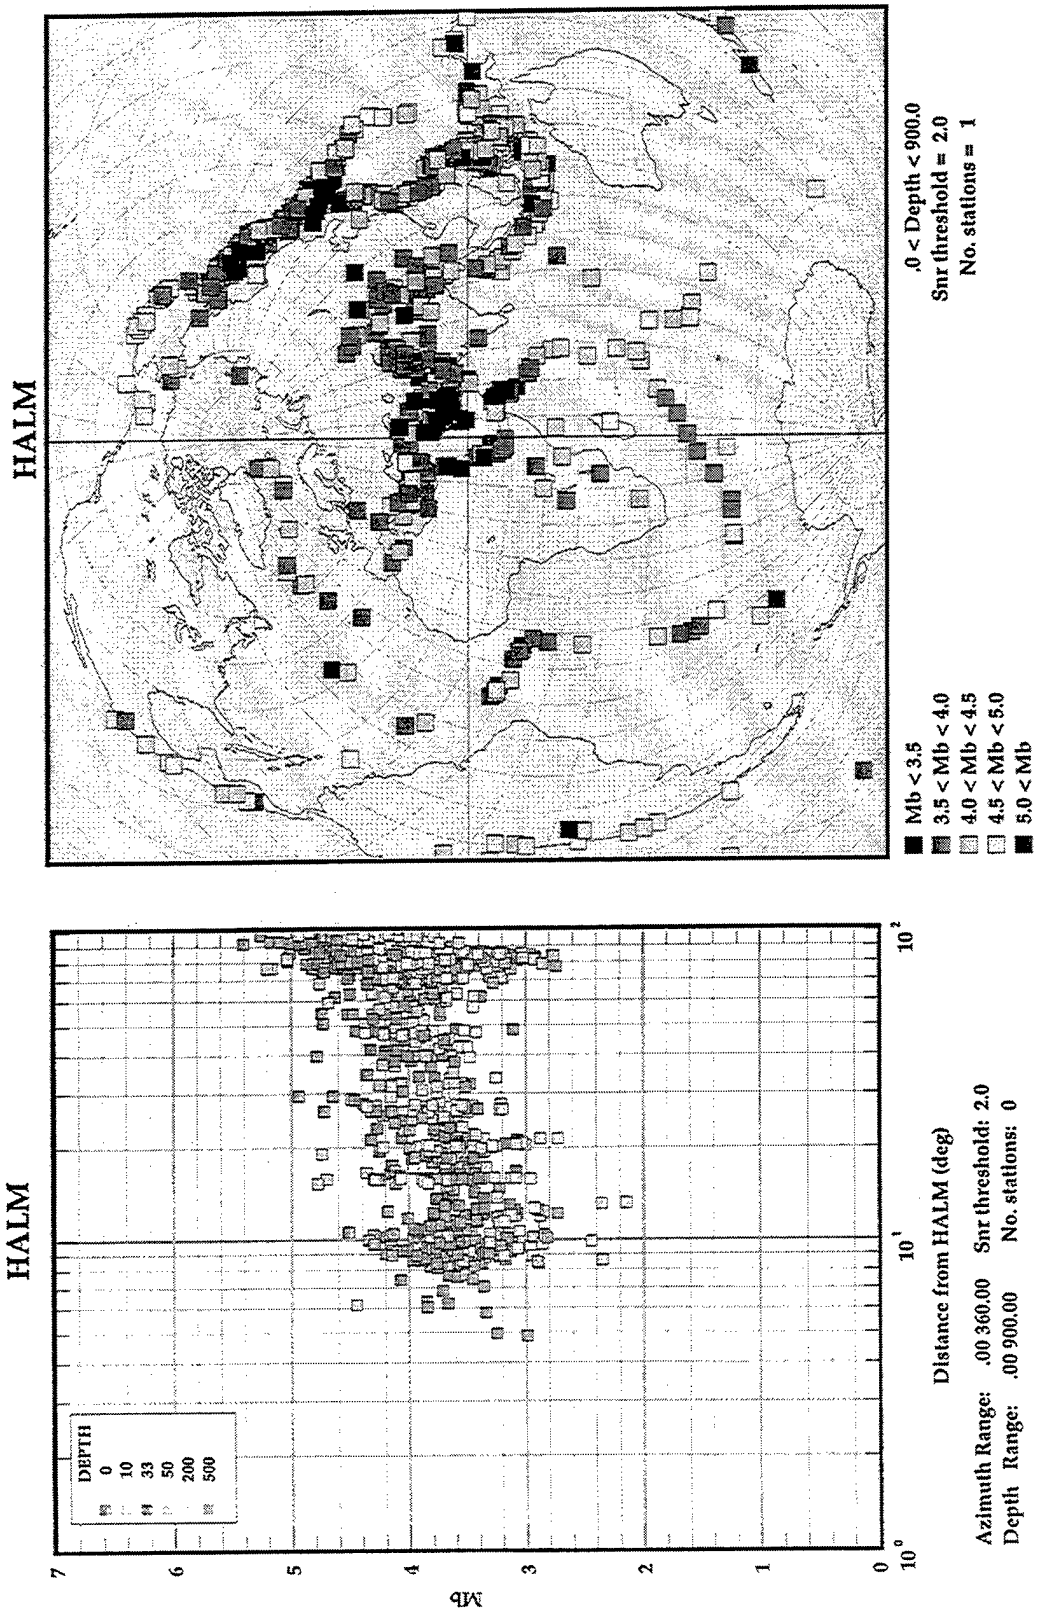 HALM
7
6
5
4
3
2
1
0
Mb
DEPTH
0
10
33
50
200
500
10⁰
10¹
10²
Distance from HALM (deg)
Azimuth Range: .00 360.00 Snr threshold: 2.0
Depth Range: .00 900.00 No. stations: 0
HALM
Mb < 3.5
3.5 < Mb < 4.0
4.0 < Mb < 4.5
4.5 < Mb < 5.0
5.0 < Mb
.0 < Depth < 900.0
Snr threshold = 2.0
No. stations = 1